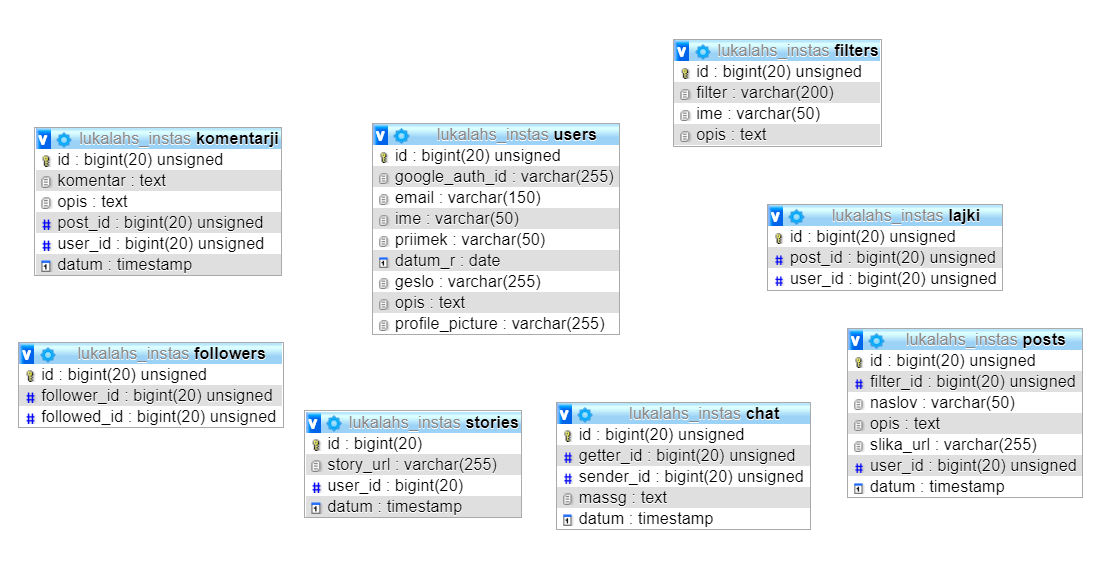 lukalahs_instas filters
id : bigint(20) unsigned
filter : varchar(200)
ime : varchar(50)
opis : text
lukalahs_instas komentarji
id : bigint(20) unsigned
komentar : text
opis : text
post_id : bigint(20) unsigned
user_id : bigint(20) unsigned
datum : timestamp
lukalahs_instas users
id : bigint(20) unsigned
google_auth_id : varchar(255)
email : varchar(150)
ime : varchar(50)
priimek : varchar(50)
datum_r : date
geslo : varchar(255)
opis : text
profile_picture : varchar(255)
lukalahs_instas lajki
id : bigint(20) unsigned
post_id : bigint(20) unsigned
user_id : bigint(20) unsigned
lukalahs_instas followers
id : bigint(20) unsigned
follower_id : bigint(20) unsigned
followed_id : bigint(20) unsigned
lukalahs_instas stories
id : bigint(20)
story_url : varchar(255)
user_id : bigint(20)
datum : timestamp
lukalahs_instas chat
id : bigint(20) unsigned
getter_id : bigint(20) unsigned
sender_id : bigint(20) unsigned
massg : text
datum : timestamp
lukalahs_instas posts
id : bigint(20) unsigned
filter_id : bigint(20) unsigned
naslov : varchar(50)
opis : text
slika_url : varchar(255)
user_id : bigint(20) unsigned
datum : timestamp